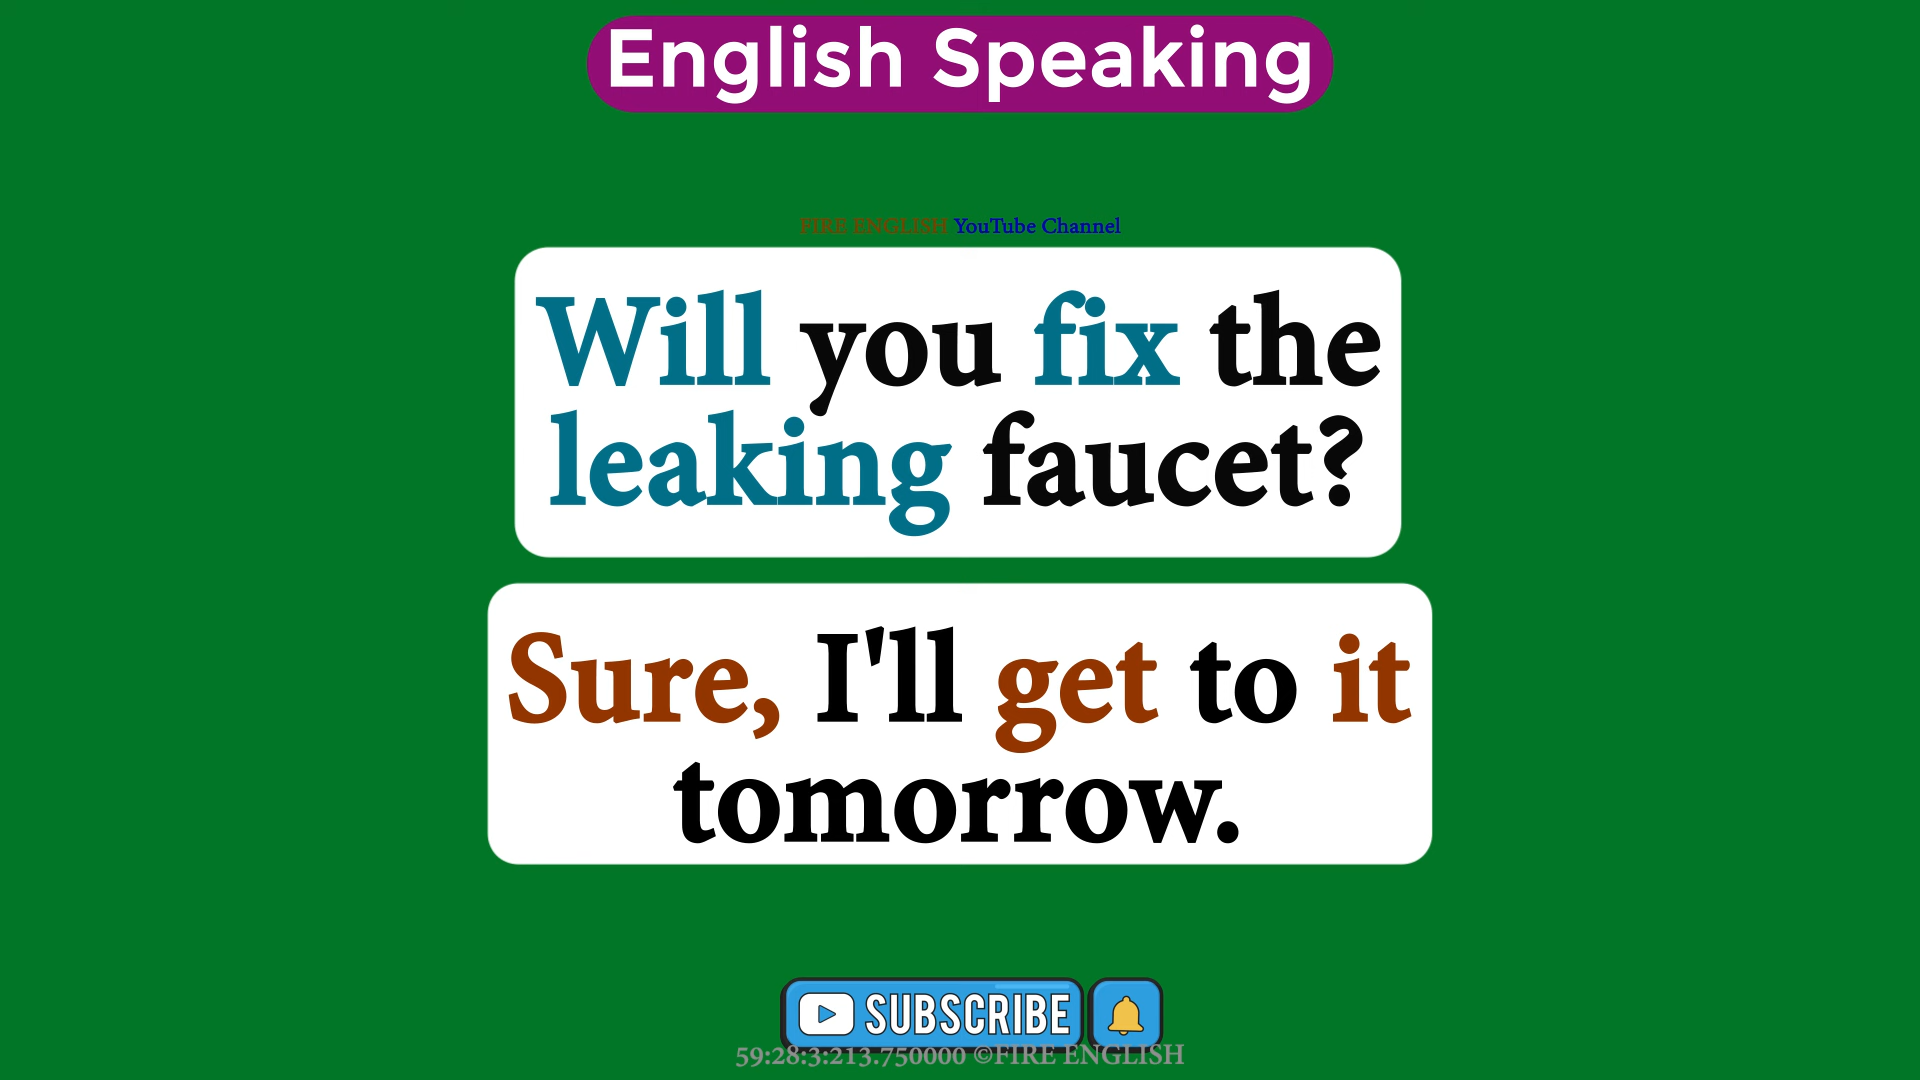 English Speaking
FIRE ENGLISH YouTube Channel
Will you fix the
leaking faucet?
Sure, I'll get to it
tomorrow.
SUBSCRIBE
59:28:3:213.750000 ©FIRE ENGLISH